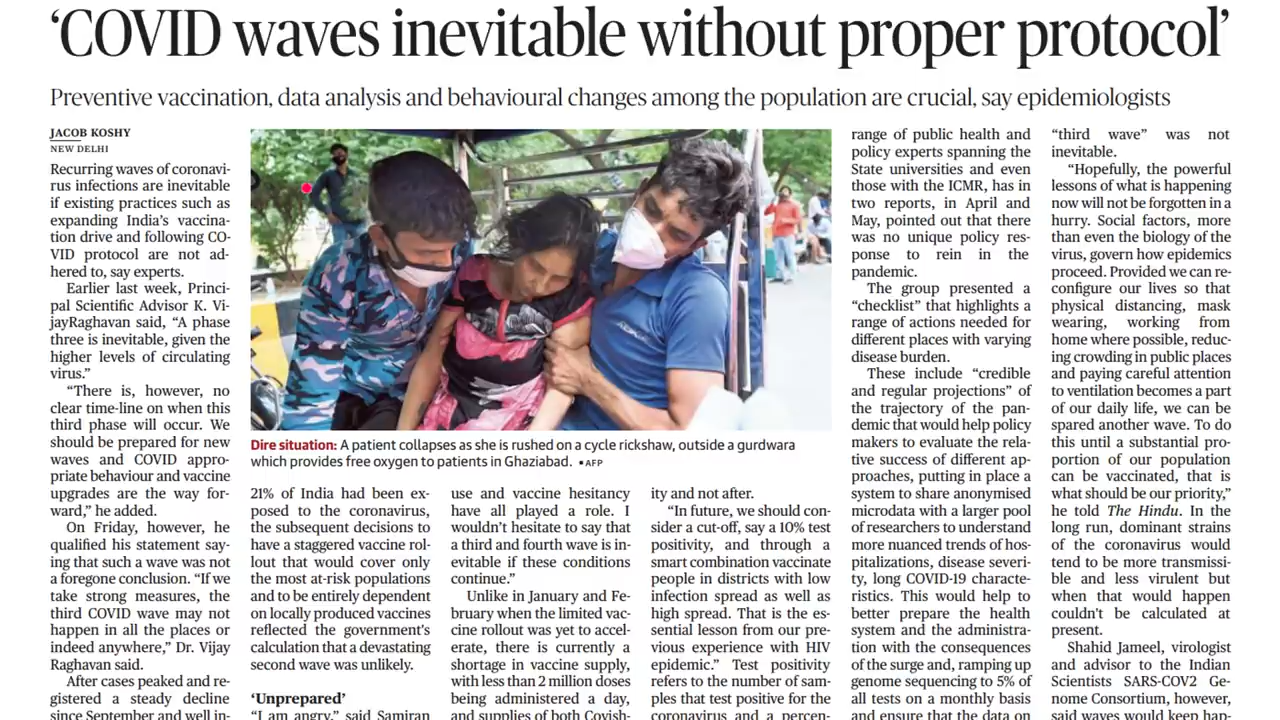 ‘COVID waves inevitable without proper protocol’
Preventive vaccination, data analysis and behavioural changes among the population are crucial, say epidemiologists
JACOB KOSHY
NEW DELHI
Recurring waves of coronavi-
rus infections are inevitable
if existing practices such as
expanding India’s vaccina-
tion drive and following CO-
VID protocol are not ad-
hered to, say experts.
Earlier last week, Princi-
pal Scientific Advisor K. Vi-
jayRaghavan said, “A phase
three is inevitable, given the
higher levels of circulating
virus.”
“There is, however, no
clear time-line on when this
third phase will occur. We
should be prepared for new
waves and COVID appro-
priate behaviour and vaccine
upgrades are the way for-
ward,” he added.
On Friday, however, he
qualified his statement say-
ing that such a wave was not
a foregone conclusion. “If we
take strong measures, the
third COVID wave may not
happen in all the places or
indeed anywhere,” Dr. Vijay
Raghavan said.
After cases peaked and re-
gistered a steady decline
since September and well in-
Dire situation: A patient collapses as she is rushed on a cycle rickshaw, outside a gurdwara
which provides free oxygen to patients in Ghaziabad. ▪AFP
21% of India had been ex-
posed to the coronavirus,
the subsequent decisions to
have a staggered vaccine rol-
lout that would cover only
the most at-risk populations
and to be entirely dependent
on locally produced vaccines
reflected the government’s
calculation that a devastating
second wave was unlikely.
‘Unprepared’
“I am angry,” said Samiran
use and vaccine hesitancy
have all played a role. I
wouldn’t hesitate to say that
a third and fourth wave is in-
evitable if these conditions
continue.”
Unlike in January and Fe-
bruary when the limited vac-
cine rollout was yet to accel-
erate, there is currently a
shortage in vaccine supply,
with less than 2 million doses
being administered a day,
and supplies of both Covish-
ity and not after.
“In future, we should con-
sider a cut-off, say a 10% test
positivity, and through a
smart combination vaccinate
people in districts with low
infection spread as well as
high spread. That is the es-
sential lesson from our pre-
vious experience with HIV
epidemic.” Test positivity
refers to the number of sam-
ples that test positive for the
coronavirus and a percen-
range of public health and
policy experts spanning the
State universities and even
those with the ICMR, has in
two reports, in April and
May, pointed out that there
was no unique policy res-
ponse to rein in the
pandemic.
The group presented a
“checklist” that highlights a
range of actions needed for
different places with varying
disease burden.
These include “credible
and regular projections” of
the trajectory of the pan-
demic that would help policy
makers to evaluate the rela-
tive success of different ap-
proaches, putting in place a
system to share anonymised
microdata with a larger pool
of researchers to understand
more nuanced trends of hos-
pitalizations, disease severi-
ty, long COVID-19 characte-
ristics. This would help to
better prepare the health
system and the administra-
tion with the consequences
of the surge and, ramping up
genome sequencing to 5% of
all tests on a monthly basis
and ensure that the data on
“third wave” was not
inevitable.
“Hopefully, the powerful
lessons of what is happening
now will not be forgotten in a
hurry. Social factors, more
than even the biology of the
virus, govern how epidemics
proceed. Provided we can re-
configure our lives so that
physical distancing, mask
wearing, working from
home where possible, reduc-
ing crowding in public places
and paying careful attention
to ventilation becomes a part
of our daily life, we can be
spared another wave. To do
this until a substantial pro-
portion of our population
can be vaccinated, that is
what should be our priority,”
he told The Hindu. In the
long run, dominant strains
of the coronavirus would
tend to be more transmissi-
ble and less virulent but
when that would happen
couldn’t be calculated at
present.
Shahid Jameel, virologist
and advisor to the Indian
Scientists SARS-COV2 Ge-
nome Consortium, however,
said waves would keep hap-